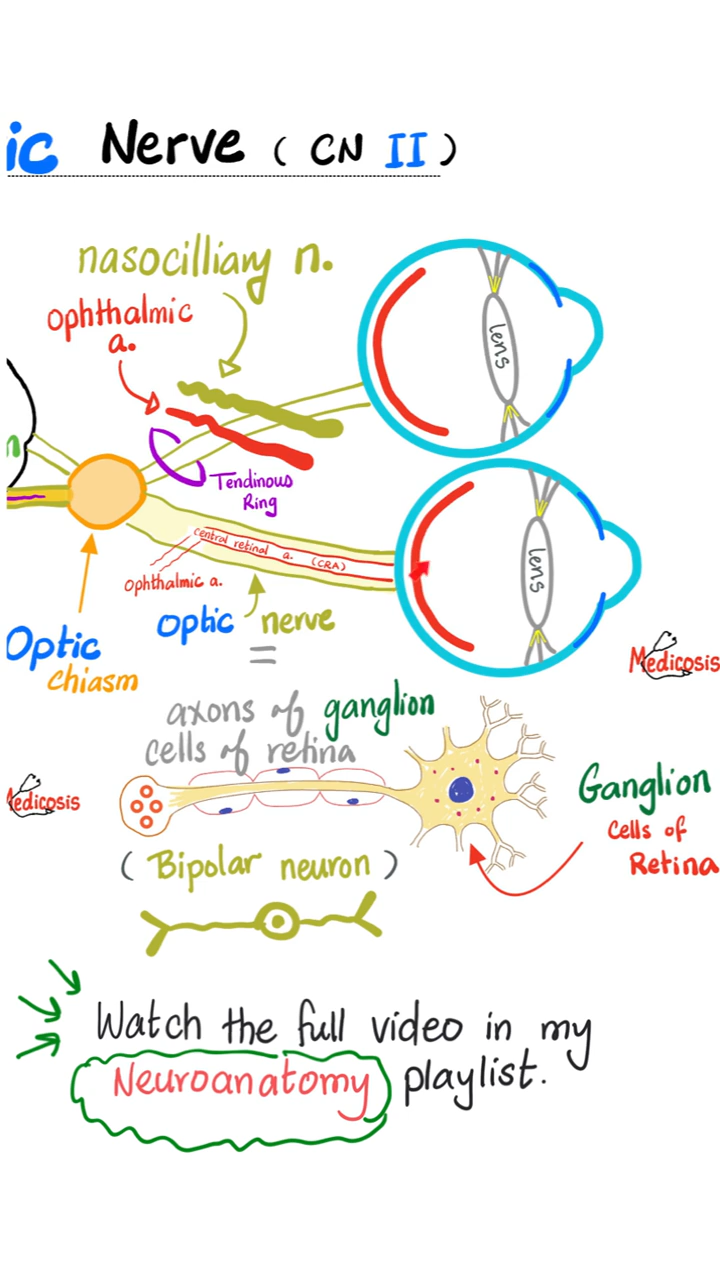 ic Nerve ( CN II )
nasocilliary n.
Ophthalmic
a.
lens
n
Tendinous
Ring
central retinal a. (CRA)
Ophthalmic a.
lens
Optic nerve
=
Optic
Chiasm
Medicosis
axons of ganglion
cells of retina
edicosis
Ganglion
Cells of
Retina
( Bipolar neuron )
Watch the full video in my
Neuroanatomy playlist.